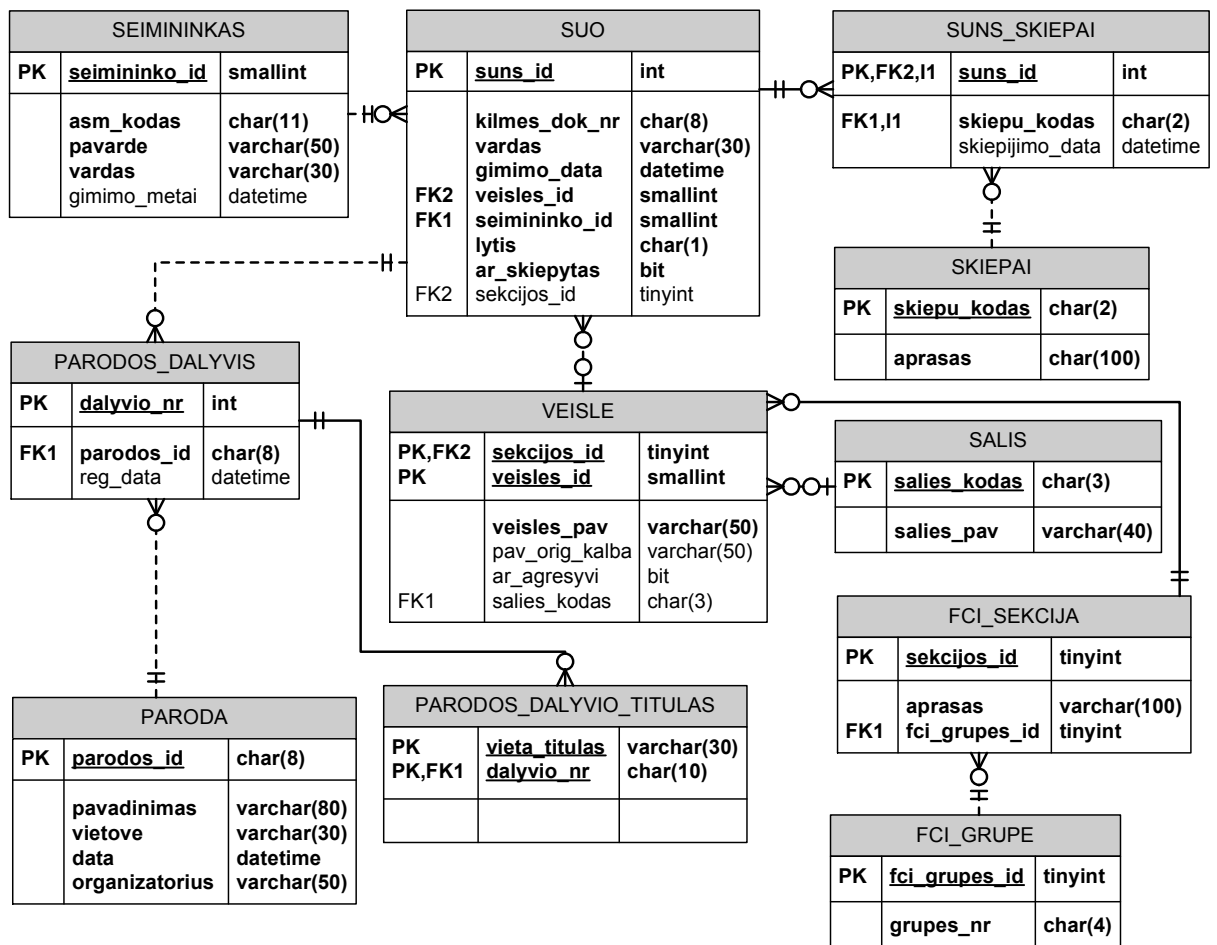 SEIMININKAS
PK seimininko_id smallint
asm_kodas char(11)
pavarde varchar(50)
vardas varchar(30)
gimimo_metai datetime
SUO
PK suns_id int
kilmes_dok_nr char(8)
vardas varchar(30)
gimimo_data datetime
FK2 veisles_id smallint
FK1 seimininko_id smallint
lytis char(1)
ar_skiepytas bit
FK2 sekcijos_id tinyint
SUNS_SKIEPAI
PK,FK2,I1 suns_id int
FK1,I1 skiepu_kodas char(2)
skiepijimo_data datetime
SKIEPAI
PK skiepu_kodas char(2)
aprasas char(100)
PARODOS_DALYVIS
PK dalyvio_nr int
FK1 parodos_id char(8)
reg_data datetime
VEISLE
PK,FK2 sekcijos_id tinyint
PK veisles_id smallint
veisles_pav varchar(50)
pav_orig_kalba varchar(50)
ar_agresyvi bit
FK1 salies_kodas char(3)
SALIS
PK salies_kodas char(3)
salies_pav varchar(40)
FCI_SEKCIJA
PK sekcijos_id tinyint
aprasas varchar(100)
FK1 fci_grupes_id tinyint
PARODA
PK parodos_id char(8)
pavadinimas varchar(80)
vietove varchar(30)
data datetime
organizatorius varchar(50)
PARODOS_DALYVIO_TITULAS
PK vieta_titulas varchar(30)
PK,FK1 dalyvio_nr char(10)
FCI_GRUPE
PK fci_grupes_id tinyint
grupes_nr char(4)